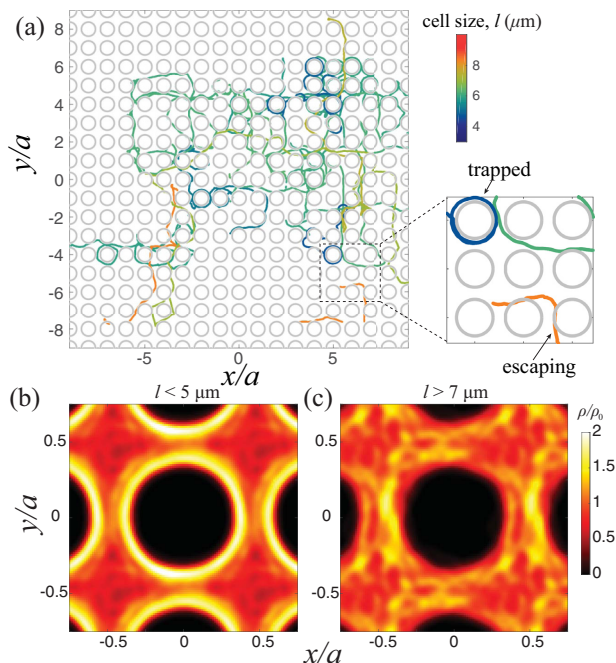 (a)
cell size, l (μm)
8
6
4
2
0
-2
-4
-6
-8
y/a
-5
0
5
x/a
8
6
4
trapped
escaping
(b)
l < 5 μm
(c)
l > 7 μm
ρ/ρ0
0.5
0
-0.5
y/a
-0.5
0
0.5
0.5
0
-0.5
-0.5
0
0.5
x/a
2
1
0